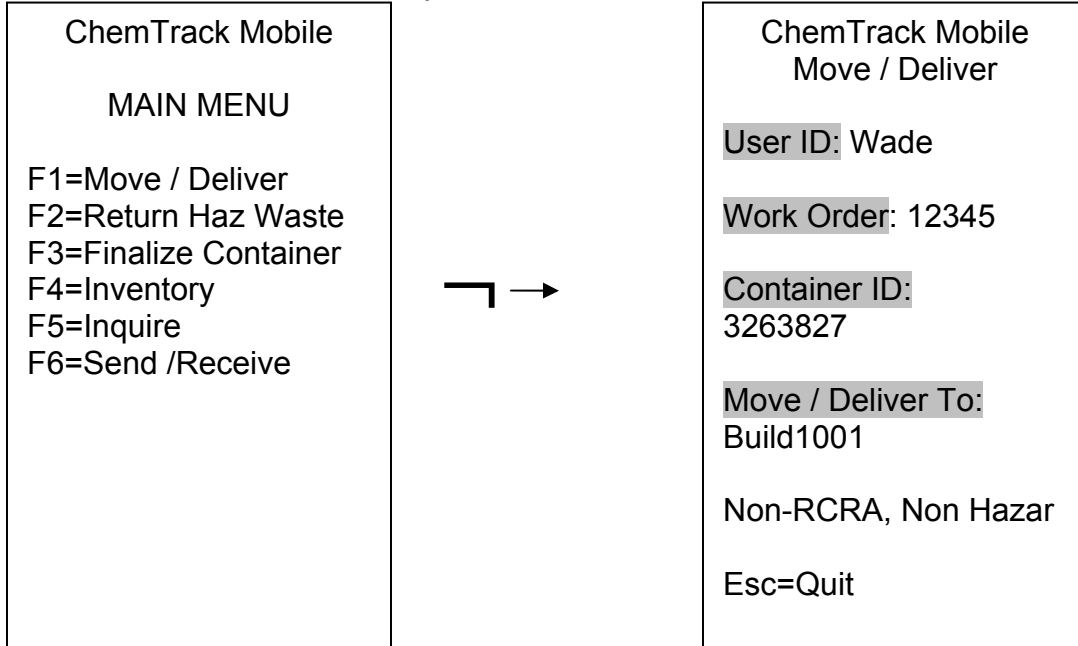 ChemTrack Mobile
MAIN MENU
F1=Move / Deliver
F2=Return Haz Waste
F3=Finalize Container
F4=Inventory
F5=Inquire
F6=Send /Receive
ChemTrack Mobile
Move / Deliver
User ID: Wade
Work Order: 12345
Container ID:
3263827
Move / Deliver To:
Build1001
Non-RCRA, Non Hazar
Esc=Quit